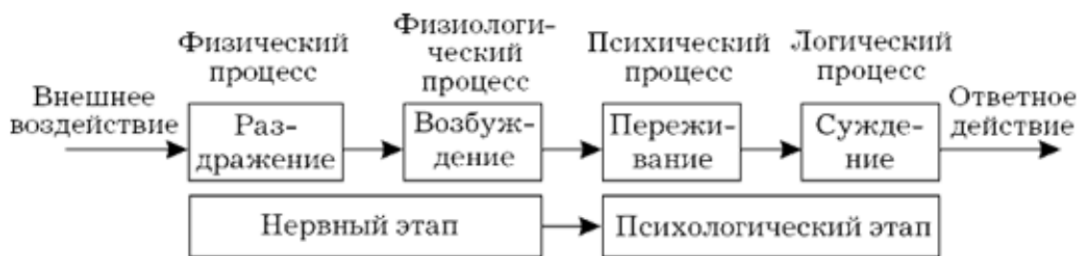 Физический
процесс
Физиологи-
ческий
процесс
Психический
процесс
Логический
процесс
Внешнее
воздействие
Раз-
дражение
Возбуж-
дение
Пережи-
вание
Сужде-
ние
Ответное
действие
Нервный этап
Психологический этап